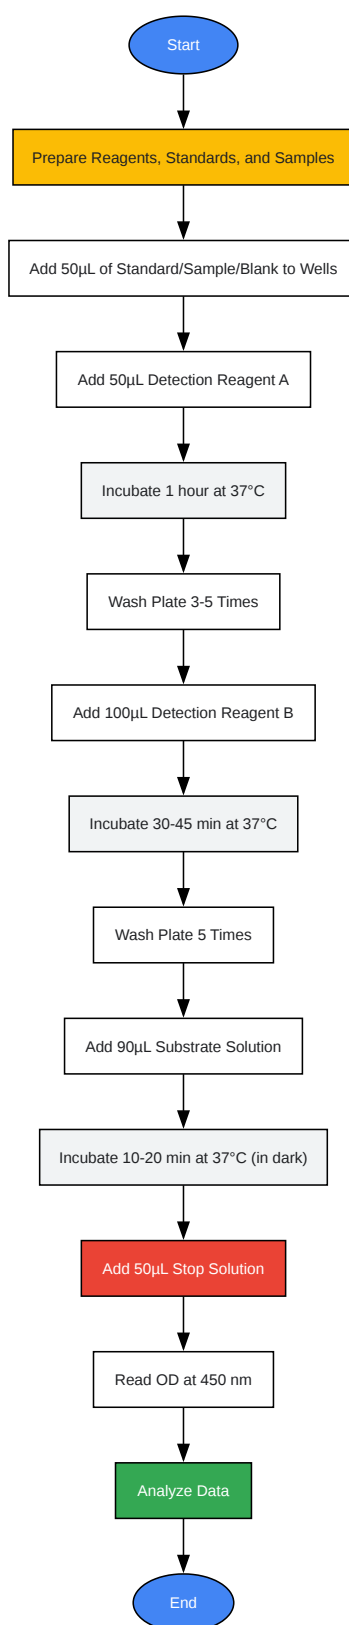 Start
Prepare Reagents, Standards, and Samples
Add 50µL of Standard/Sample/Blank to Wells
Add 50µL Detection Reagent A
Incubate 1 hour at 37°C
Wash Plate 3-5 Times
Add 100µL Detection Reagent B
Incubate 30-45 min at 37°C
Wash Plate 5 Times
Add 90µL Substrate Solution
Incubate 10-20 min at 37°C (in dark)
Add 50µL Stop Solution
Read OD at 450 nm
Analyze Data
End